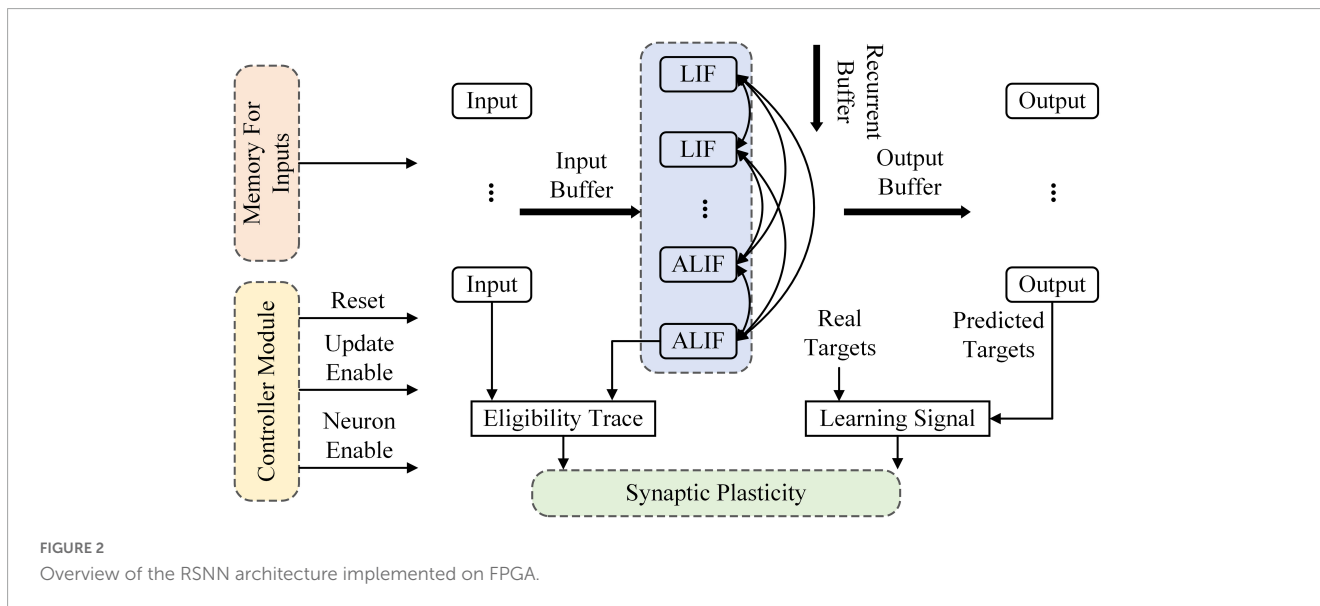 Memory For
Inputs
Controller Module
Reset
Update
Enable
Neuron
Enable
Input
Input
Input
Buffer
LIF
LIF
ALIF
ALIF
Recurrent
Buffer
Output
Buffer
Output
Output
Real
Targets
Predicted
Targets
Eligibility Trace
Learning Signal
Synaptic Plasticity
FIGURE 2
Overview of the RSNN architecture implemented on FPGA.